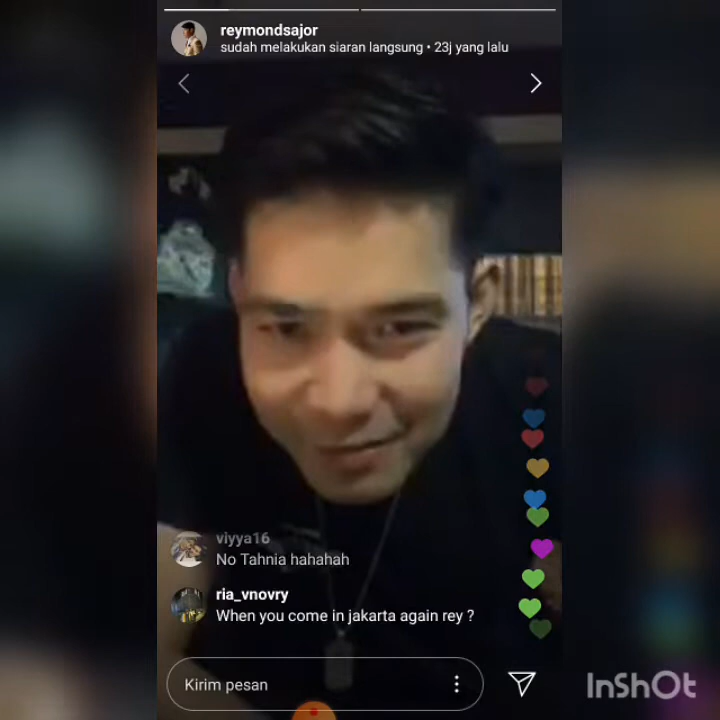 reymondsajor
sudah melakukan siaran langsung • 23j yang lalu
viyya16
No Tahnia hahahah
ria_vnovry
When you come in jakarta again rey ?
Kirim pesan
InShOt